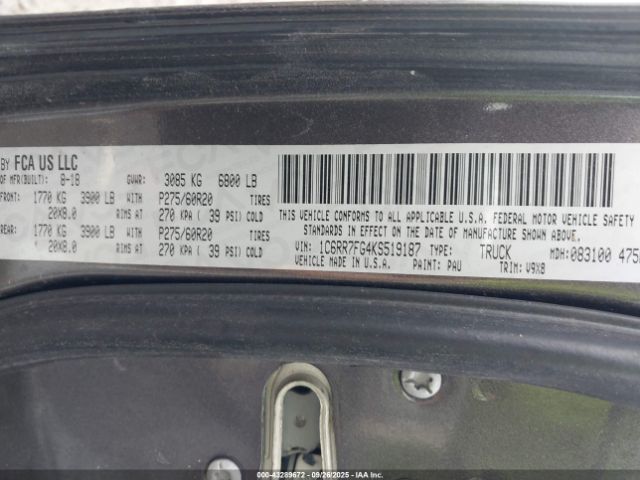 BY FCA US LLC
OF MFR(BUILT): 8-18 GVWR: 3085 KG 6800 LB
FRONT: 1770 KG 3900 LB WITH P275/60R20 TIRES
20X8.0 RIMS AT 270 KPA ( 39 PSI) COLD
REAR: 1770 KG 3900 LB WITH P275/60R20 TIRES
20X8.0 RIMS AT 270 KPA ( 39 PSI) COLD
THIS VEHICLE CONFORMS TO ALL APPLICABLE U.S.A. FEDERAL MOTOR VEHICLE SAFETY
STANDARDS IN EFFECT ON THE DATE OF MANUFACTURE SHOWN ABOVE.
VIN: 1C6RR7FG4KS519187 TYPE: TRUCK MDH: 083100 475
VEHICLE MADE IN U.S.A. PAINT: PAU TRIM: V9X8
000-43289672 - 09/26/2025 - IAAI.COM